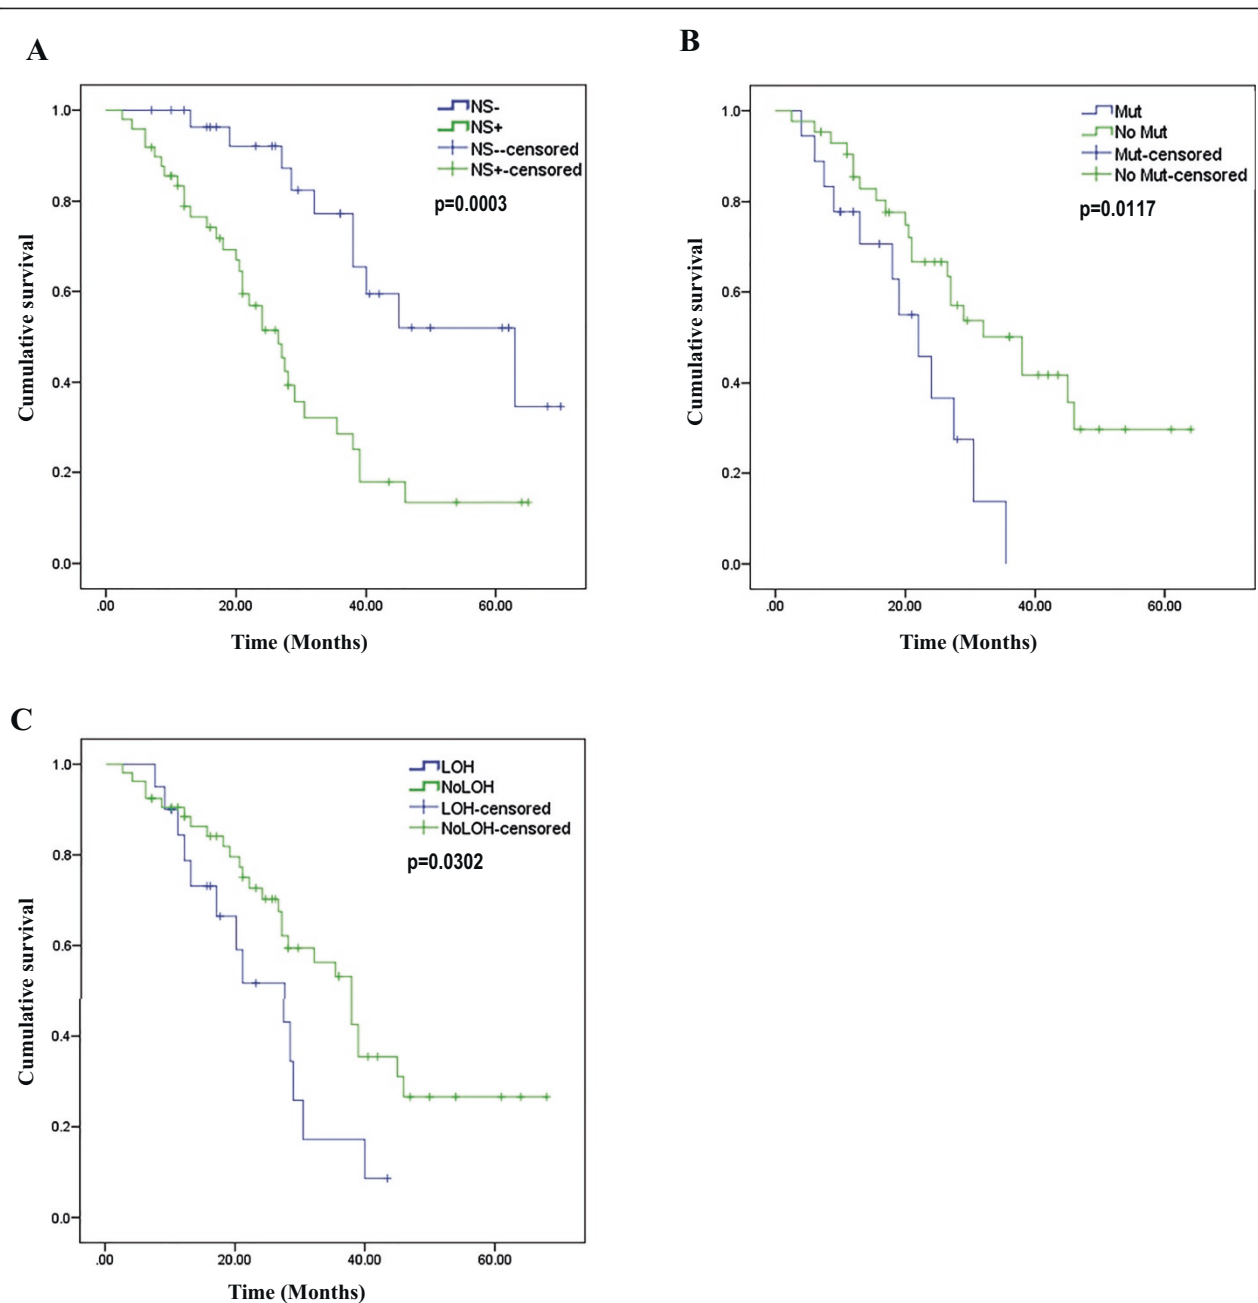 A
NS-
NS+
NS--censored
NS+-censored
p=0.0003
1.0
0.8
0.6
0.4
0.2
0.0
Cumulative survival
.00 20.00 40.00 60.00
Time (Months)
B
Mut
No Mut
Mut-censored
No Mut-censored
p=0.0117
1.0
0.8
0.6
0.4
0.2
0.0
Cumulative survival
.00 20.00 40.00 60.00
Time (Months)
C
LOH
NoLOH
LOH-censored
NoLOH-censored
p=0.0302
1.0
0.8
0.6
0.4
0.2
0.0
Cumulative survival
.00 20.00 40.00 60.00
Time (Months)